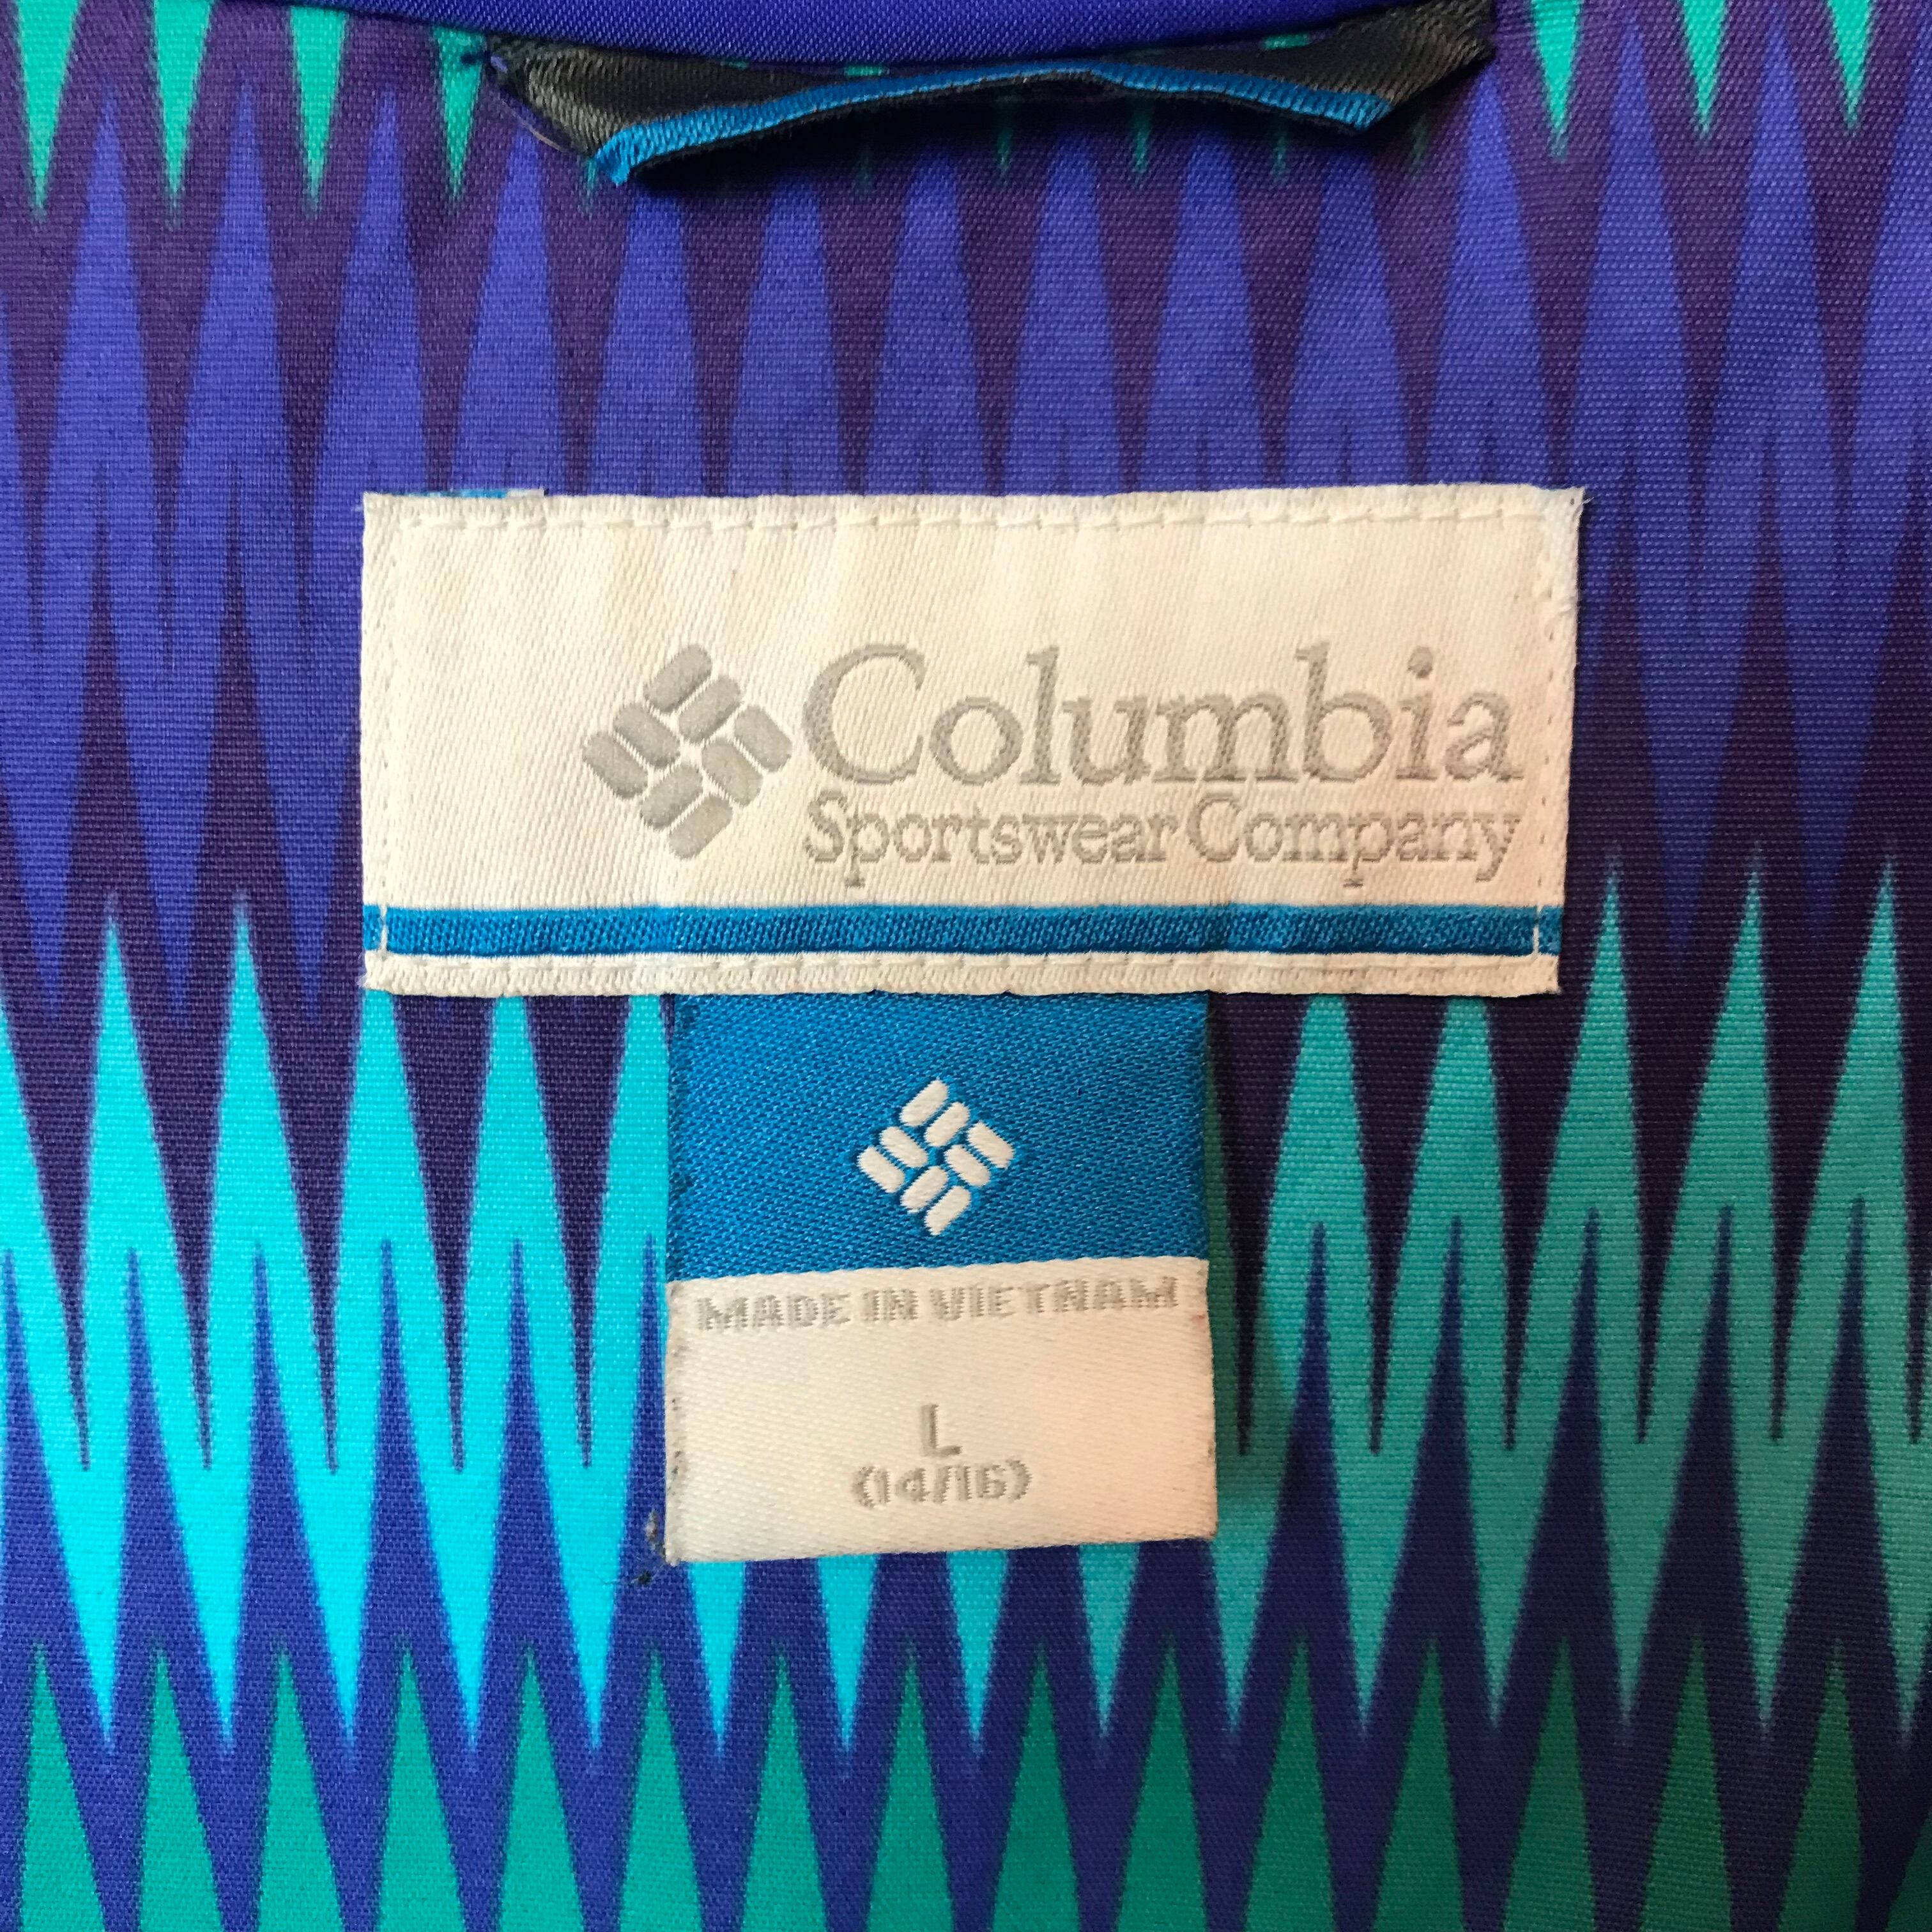 Columbia
Sportswear Company
MADE IN VIETNAM
L
(14/16)